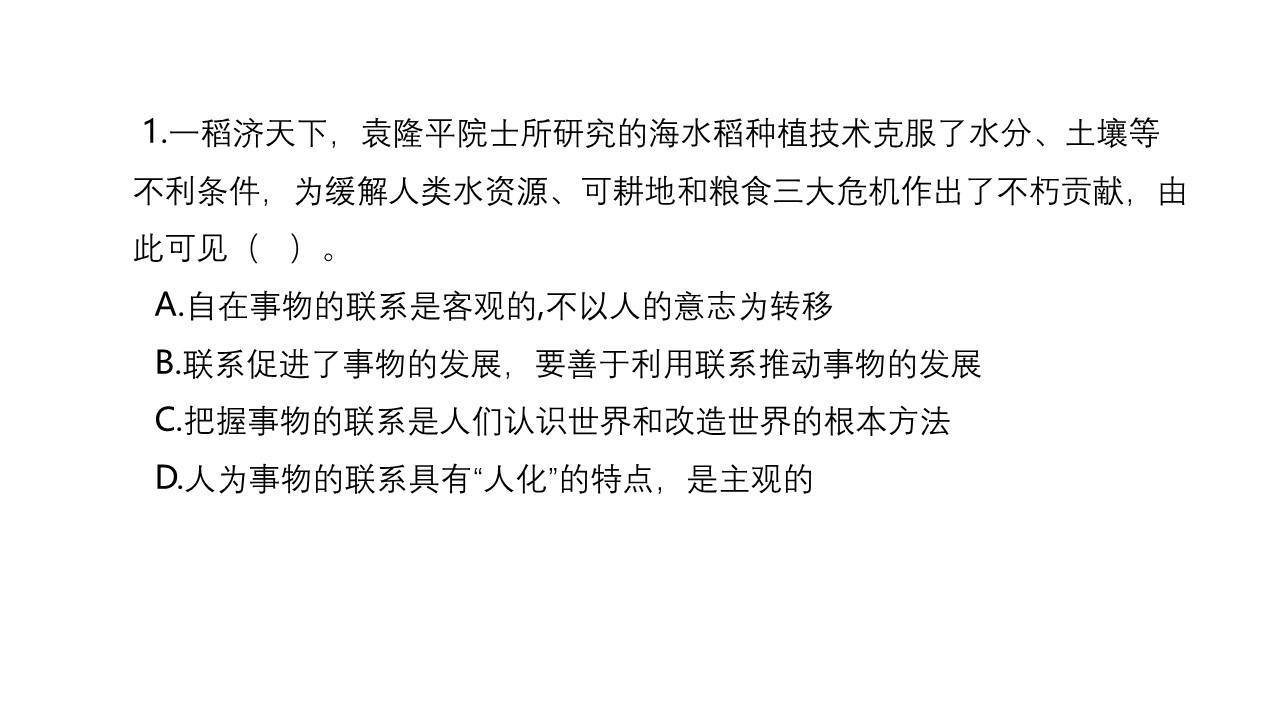 1.一稻济天下，袁隆平院士所研究的海水稻种植技术克服了水分、土壤等
不利条件，为缓解人类水资源、可耕地和粮食三大危机作出了不朽贡献，由
此可见（ ）。
A.自在事物的联系是客观的,不以人的意志为转移
B.联系促进了事物的发展，要善于利用联系推动事物的发展
C.把握事物的联系是人们认识世界和改造世界的根本方法
D.人为事物的联系具有“人化”的特点，是主观的